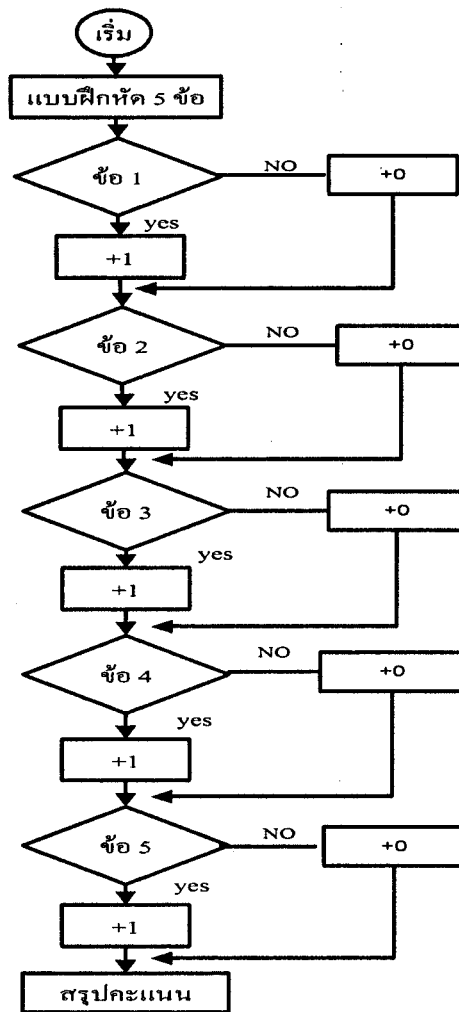 เริ่ม
แบบฝึกหัด 5 ข้อ
ข้อ 1
NO
+0
yes
+1
ข้อ 2
NO
+0
yes
+1
ข้อ 3
NO
+0
yes
+1
ข้อ 4
NO
+0
yes
+1
ข้อ 5
NO
+0
yes
+1
สรุปคะแนน